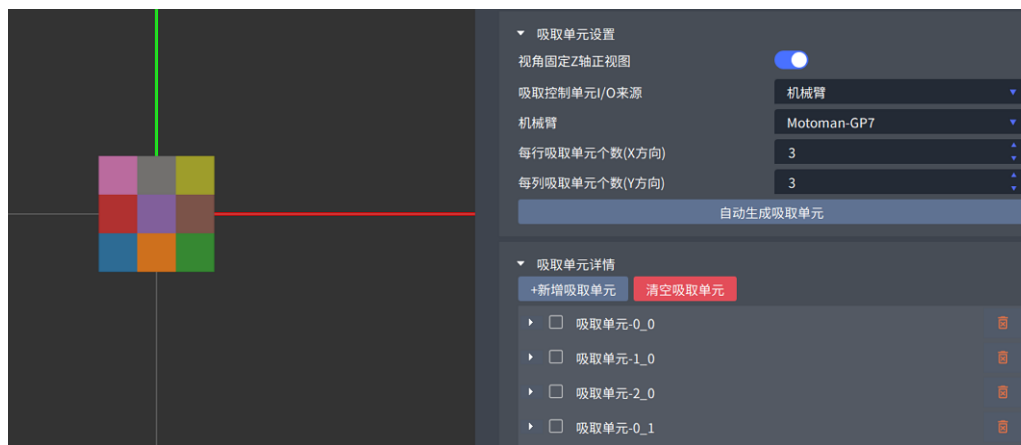 吸取单元设置
视角固定Z轴正视图
吸取控制单元I/O来源 机械臂
机械臂 Motoman-GP7
每行吸取单元个数(X方向) 3
每列吸取单元个数(Y方向) 3
自动生成吸取单元
吸取单元详情
+新增吸取单元 清空吸取单元
吸取单元-0_0
吸取单元-1_0
吸取单元-2_0
吸取单元-0_1